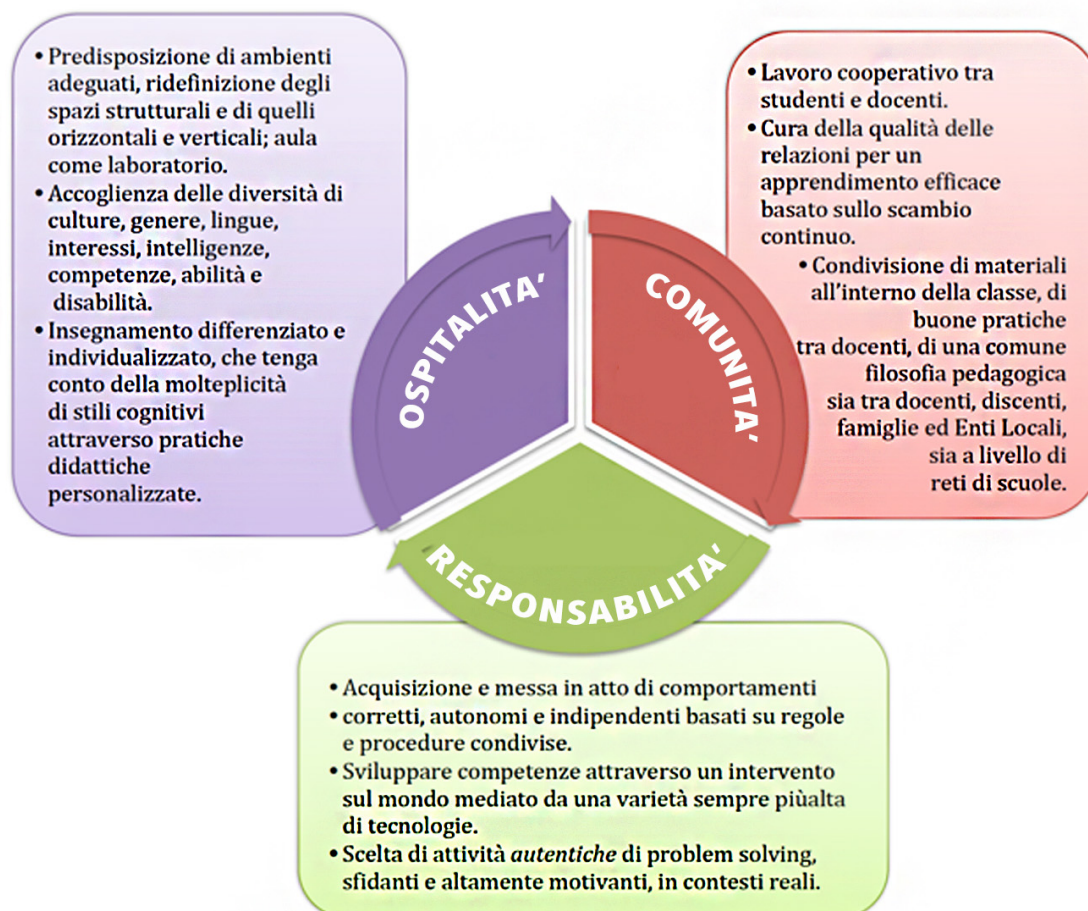 • Predisposizione di ambienti
adeguati, ridefinizione degli
spazi strutturali e di quelli
orizzontali e verticali; aula
come laboratorio.
• Accoglienza delle diversità di
culture, genere, lingue,
interessi, intelligenze,
competenze, abilità e
disabilità.
• Insegnamento differenziato e
individualizzato, che tenga
conto della molteplicità
di stili cognitivi
attraverso pratiche
didattiche
personalizzate.
OSPITALITA’
• Lavoro cooperativo tra
studenti e docenti.
• Cura della qualità delle
relazioni per un
apprendimento efficace
basato sullo scambio
continuo.
• Condivisione di materiali
all’interno della classe, di
buone pratiche
tra docenti, di una comune
filosofia pedagogica
sia tra docenti, discenti,
famiglie ed Enti Locali,
sia a livello di
reti di scuole.
COMUNITA’
RESPONSABILITA’
• Acquisizione e messa in atto di comportamenti
• corretti, autonomi e indipendenti basati su regole
e procedure condivise.
• Sviluppare competenze attraverso un intervento
sul mondo mediato da una varietà sempre piùalta
di tecnologie.
• Scelta di attività autentiche di problem solving,
sfidanti e altamente motivanti, in contesti reali.